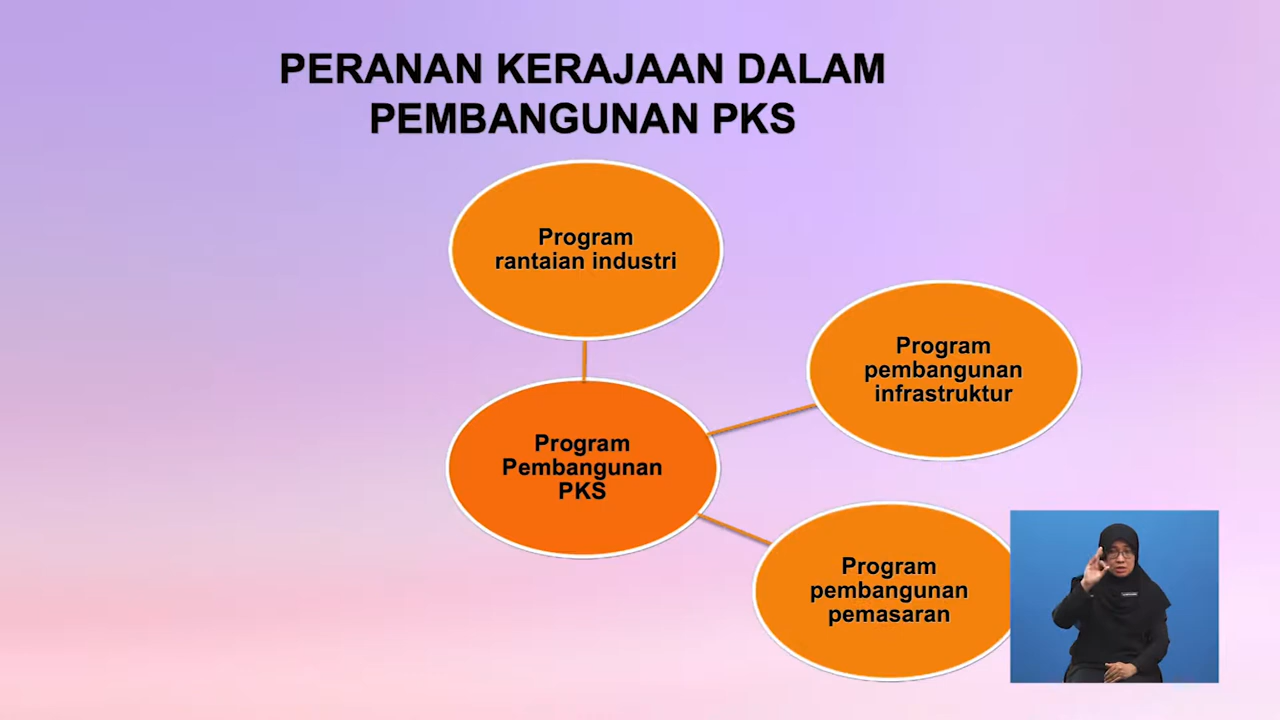 PERANAN KERAJAAN DALAM
PEMBANGUNAN PKS
Program
rantaian industri
Program
pembangunan
infrastruktur
Program
Pembangunan
PKS
Program
pembangunan
pemasaran